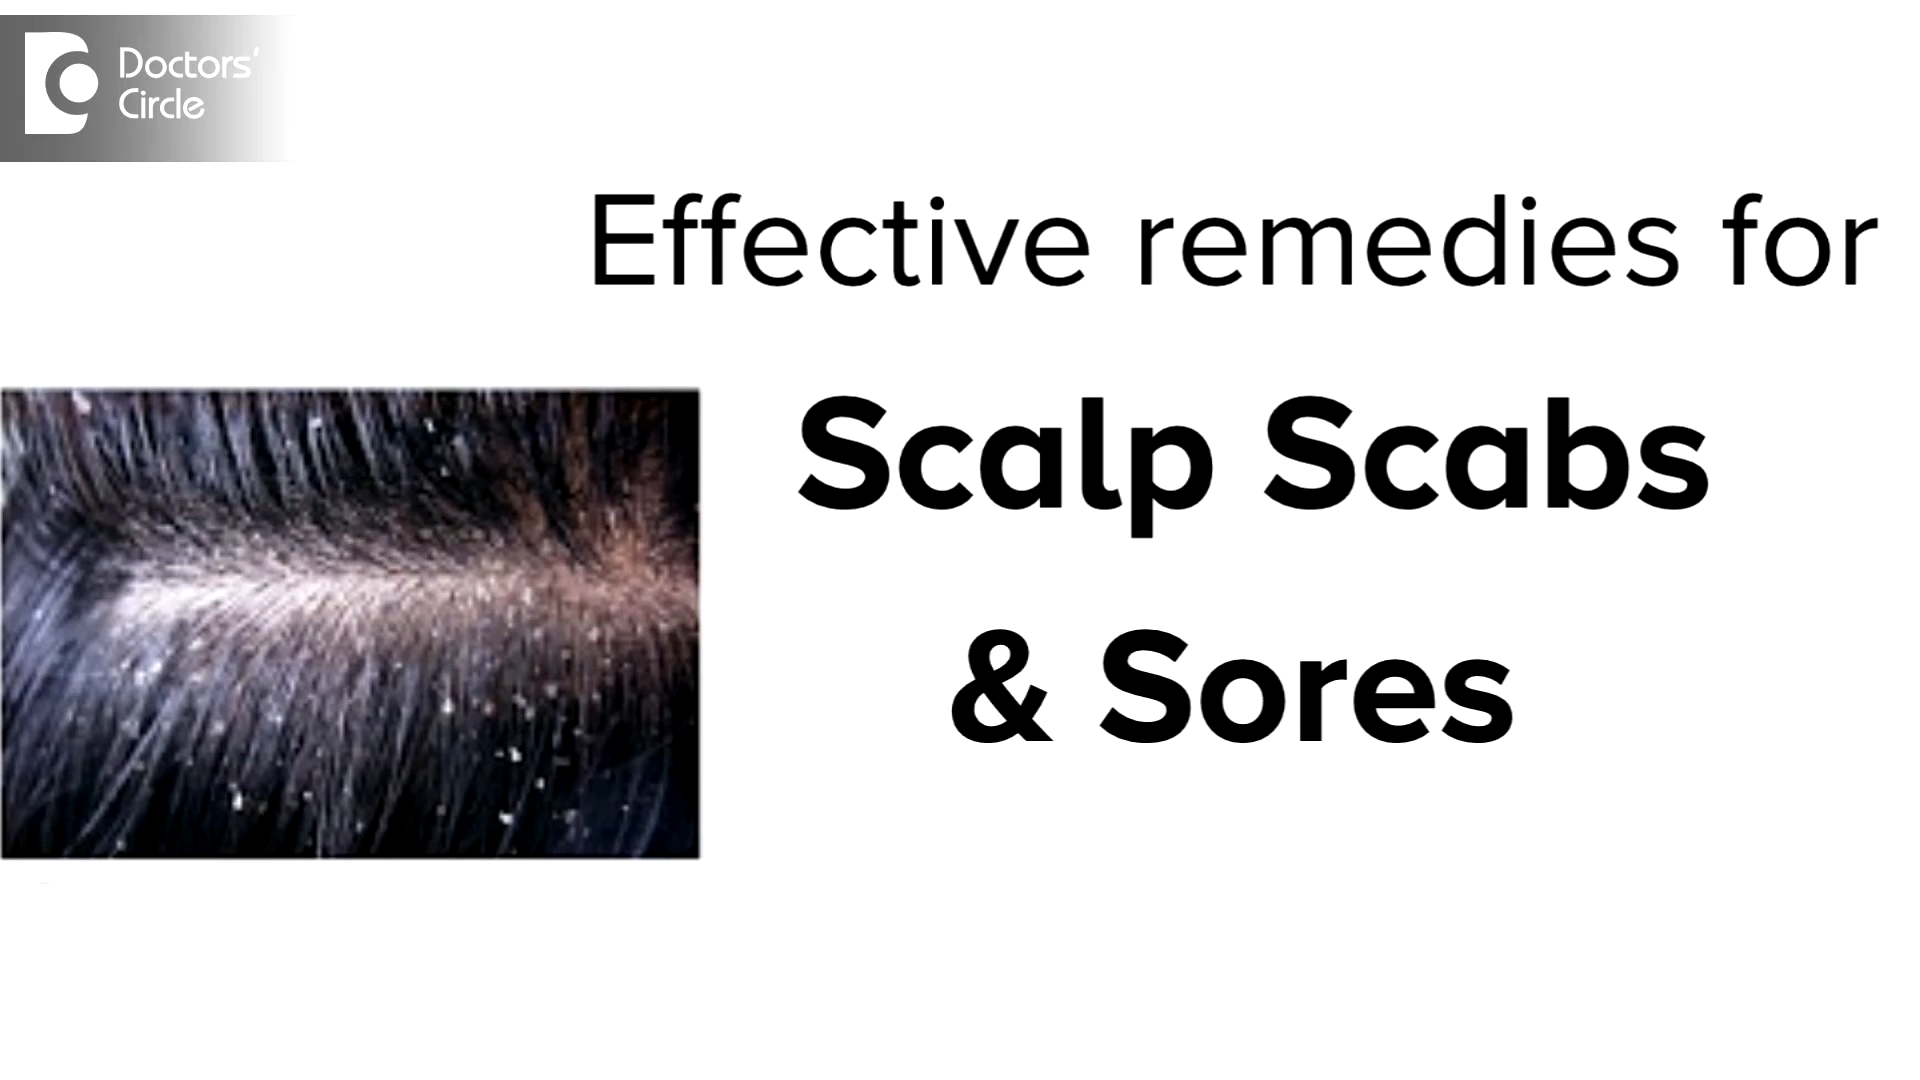 Doctors'
Circle
Effective remedies for
Scalp Scabs
& Sores